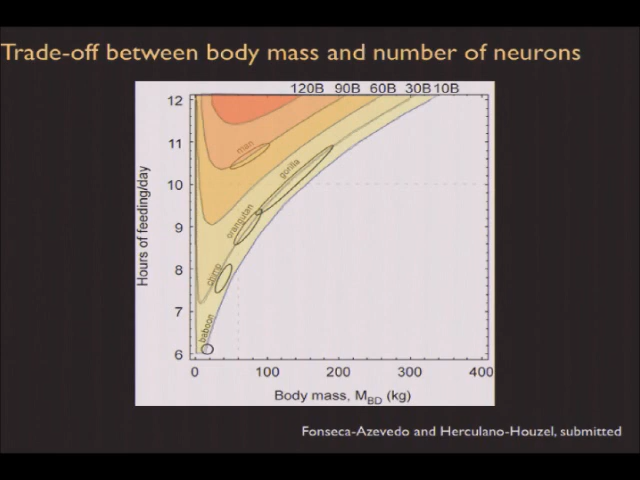 Trade-off between body mass and number of neurons
120B 90B 60B 30B 10B
12
11
10
9
8
7
6
Hours of feeding/day
man
gorilla
orangutan
chimp
baboon
0 100 200 300 400
Body mass, MBD (kg)
Fonseca-Azevedo and Herculano-Houzel, submitted